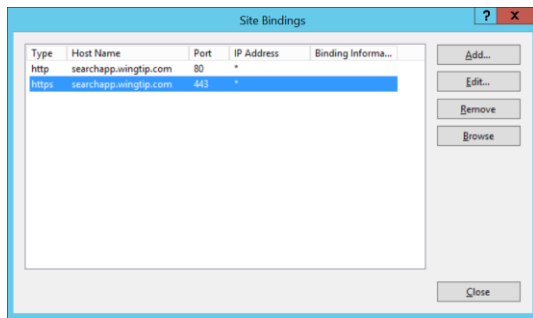 Site Bindings
? X
Type Host Name Port IP Address Binding Informa...
http searchapp.wingtip.com 80 *
https searchapp.wingtip.com 443 *
Add...
Edit...
Remove
Browse
Close